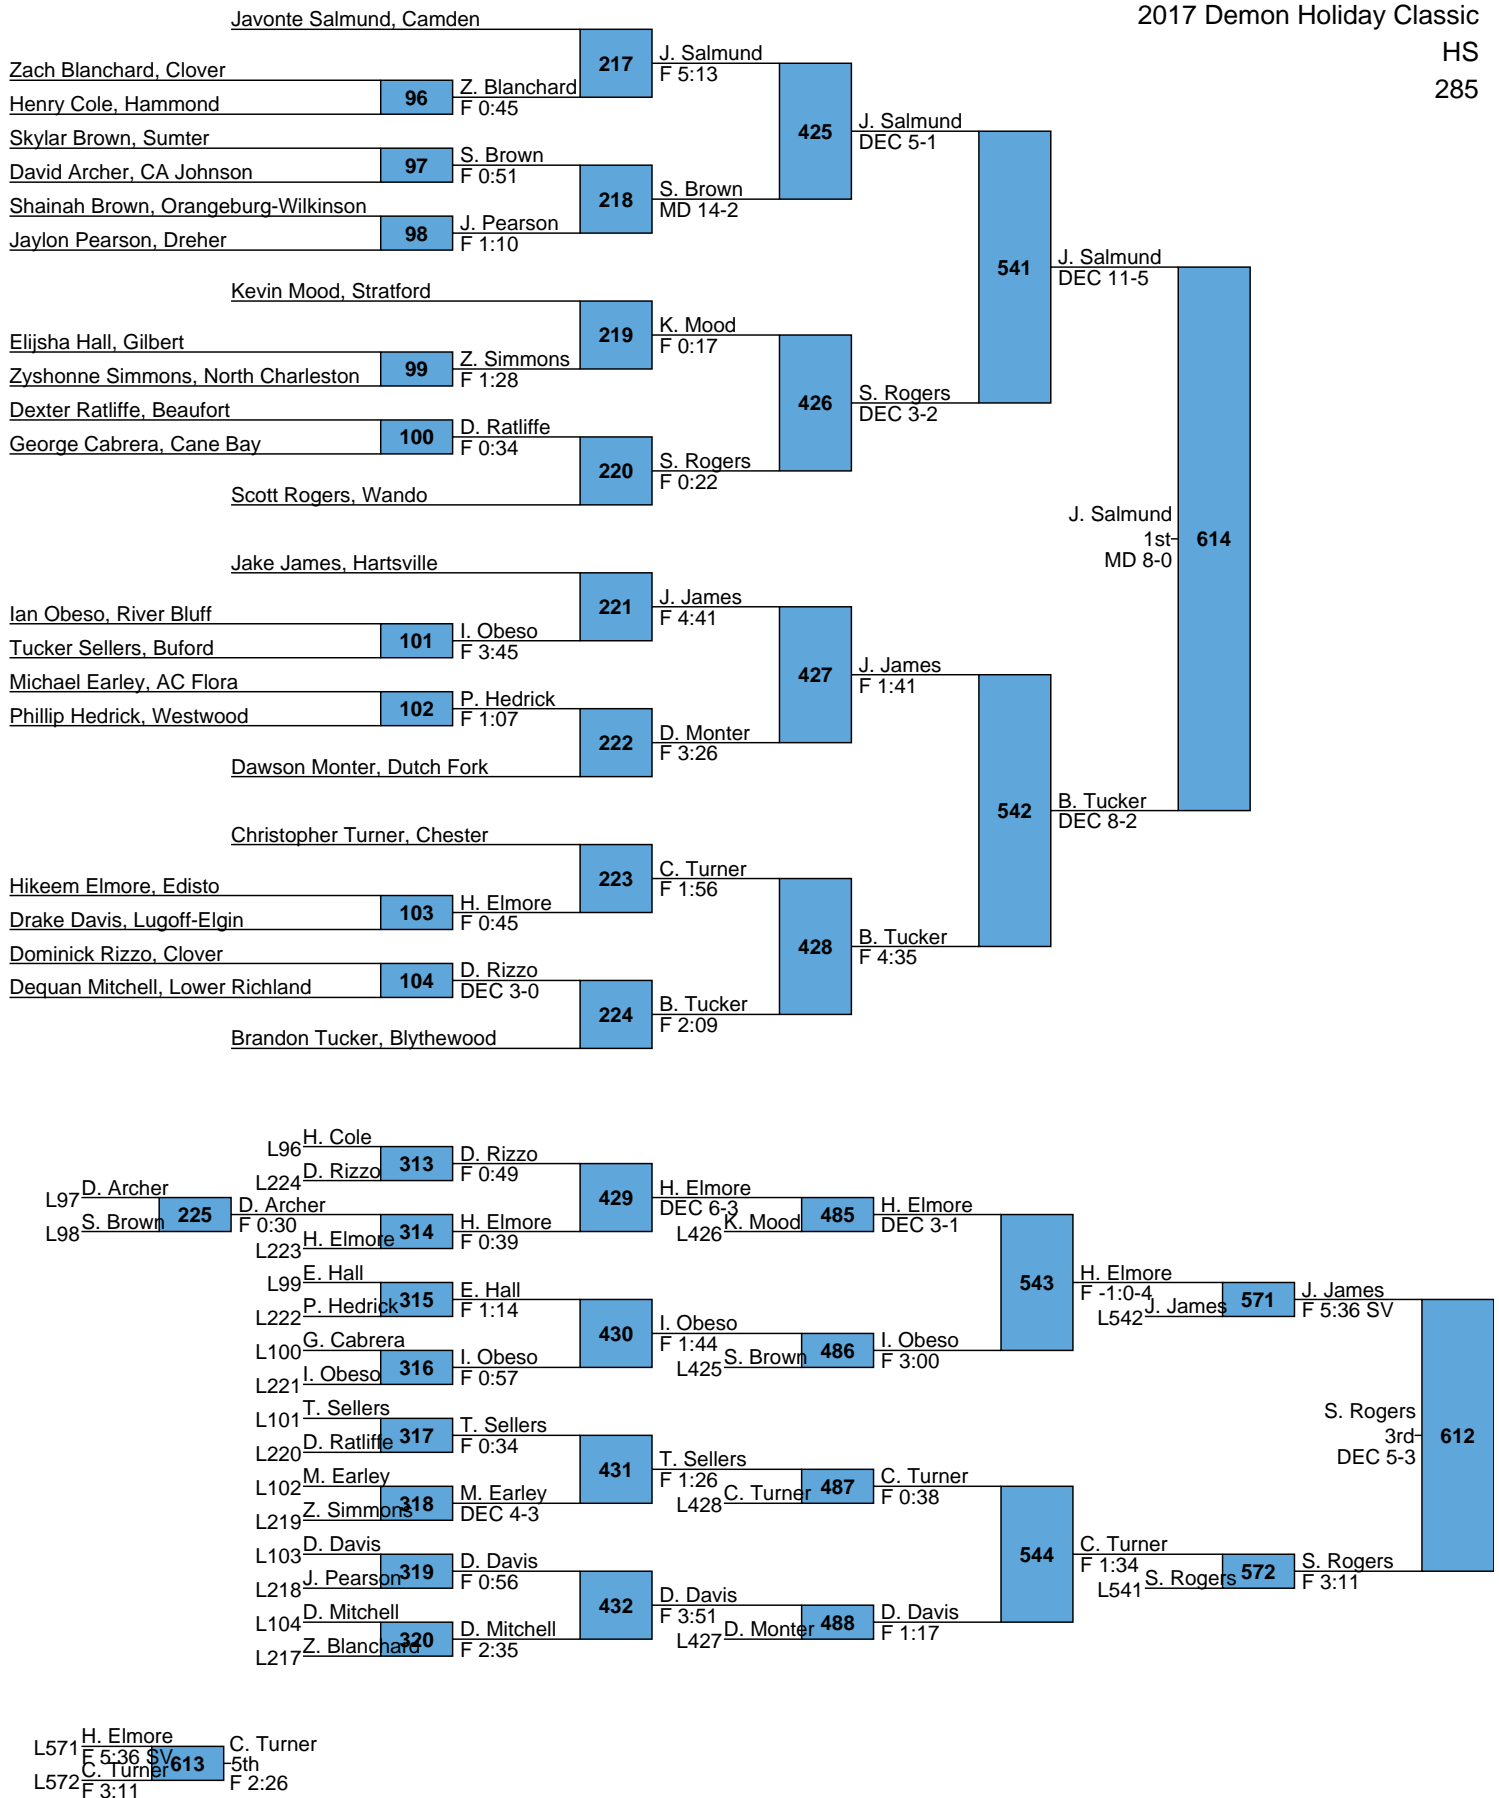 2017 Demon Holiday Classic
HS
285
Javonte Salmund, Camden
217
J. Salmund
F 5:13
Zach Blanchard, Clover
96
Z. Blanchard
F 0:45
Henry Cole, Hammond
425
J. Salmund
DEC 5-1
Skylar Brown, Sumter
97
S. Brown
F 0:51
David Archer, CA Johnson
218
S. Brown
MD 14-2
Shainah Brown, Orangeburg-Wilkinson
98
J. Pearson
F 1:10
Jaylon Pearson, Dreher
541
J. Salmund
DEC 11-5
Kevin Mood, Stratford
219
K. Mood
F 0:17
Elijsha Hall, Gilbert
99
Z. Simmons
F 1:28
Zyshonne Simmons, North Charleston
426
S. Rogers
DEC 3-2
Dexter Ratliffe, Beaufort
100
D. Ratliffe
F 0:34
George Cabrera, Cane Bay
220
S. Rogers
F 0:22
Scott Rogers, Wando
J. Salmund
1st
MD 8-0
614
Jake James, Hartsville
221
J. James
F 4:41
Ian Obeso, River Bluff
101
I. Obeso
F 3:45
Tucker Sellers, Buford
427
J. James
F 1:41
Michael Earley, AC Flora
102
P. Hedrick
F 1:07
Phillip Hedrick, Westwood
222
D. Monter
F 3:26
Dawson Monter, Dutch Fork
542
B. Tucker
DEC 8-2
Christopher Turner, Chester
223
C. Turner
F 1:56
Hikeem Elmore, Edisto
103
H. Elmore
F 0:45
Drake Davis, Lugoff-Elgin
428
B. Tucker
F 4:35
Dominick Rizzo, Clover
104
D. Rizzo
DEC 3-0
Dequan Mitchell, Lower Richland
224
B. Tucker
F 2:09
Brandon Tucker, Blythewood
L96 H. Cole
313
D. Rizzo
F 0:49
L224 D. Rizzo
L97 D. Archer
225
D. Archer
F 0:30
L98 S. Brown
314
H. Elmore
F 0:39
L223 H. Elmore
429
H. Elmore
DEC 6-3
L426 K. Mood
485
H. Elmore
DEC 3-1
L99 E. Hall
315
E. Hall
F 1:14
L222 P. Hedrick
430
I. Obeso
F 1:44
L100 G. Cabrera
316
I. Obeso
F 0:57
L221 I. Obeso
L425 S. Brown
486
I. Obeso
F 3:00
543
H. Elmore
F -1:0-4
L542 J. James
571
J. James
F 5:36 SV
L101 T. Sellers
317
T. Sellers
F 0:34
L220 D. Ratliffe
431
T. Sellers
F 1:26
L102 M. Earley
318
M. Earley
DEC 4-3
L219 Z. Simmons
L428 C. Turner
487
C. Turner
F 0:38
S. Rogers
3rd
DEC 5-3
612
L103 D. Davis
319
D. Davis
F 0:56
L218 J. Pearson
432
D. Davis
F 3:51
L104 D. Mitchell
320
D. Mitchell
F 2:35
L217 Z. Blanchard
L427 D. Monter
488
D. Davis
F 1:17
544
C. Turner
F 1:34
L541 S. Rogers
572
S. Rogers
F 3:11
L571 H. Elmore
F 5:36 SV
613
C. Turner
5th
F 2:26
L572 C. Turner
F 3:11